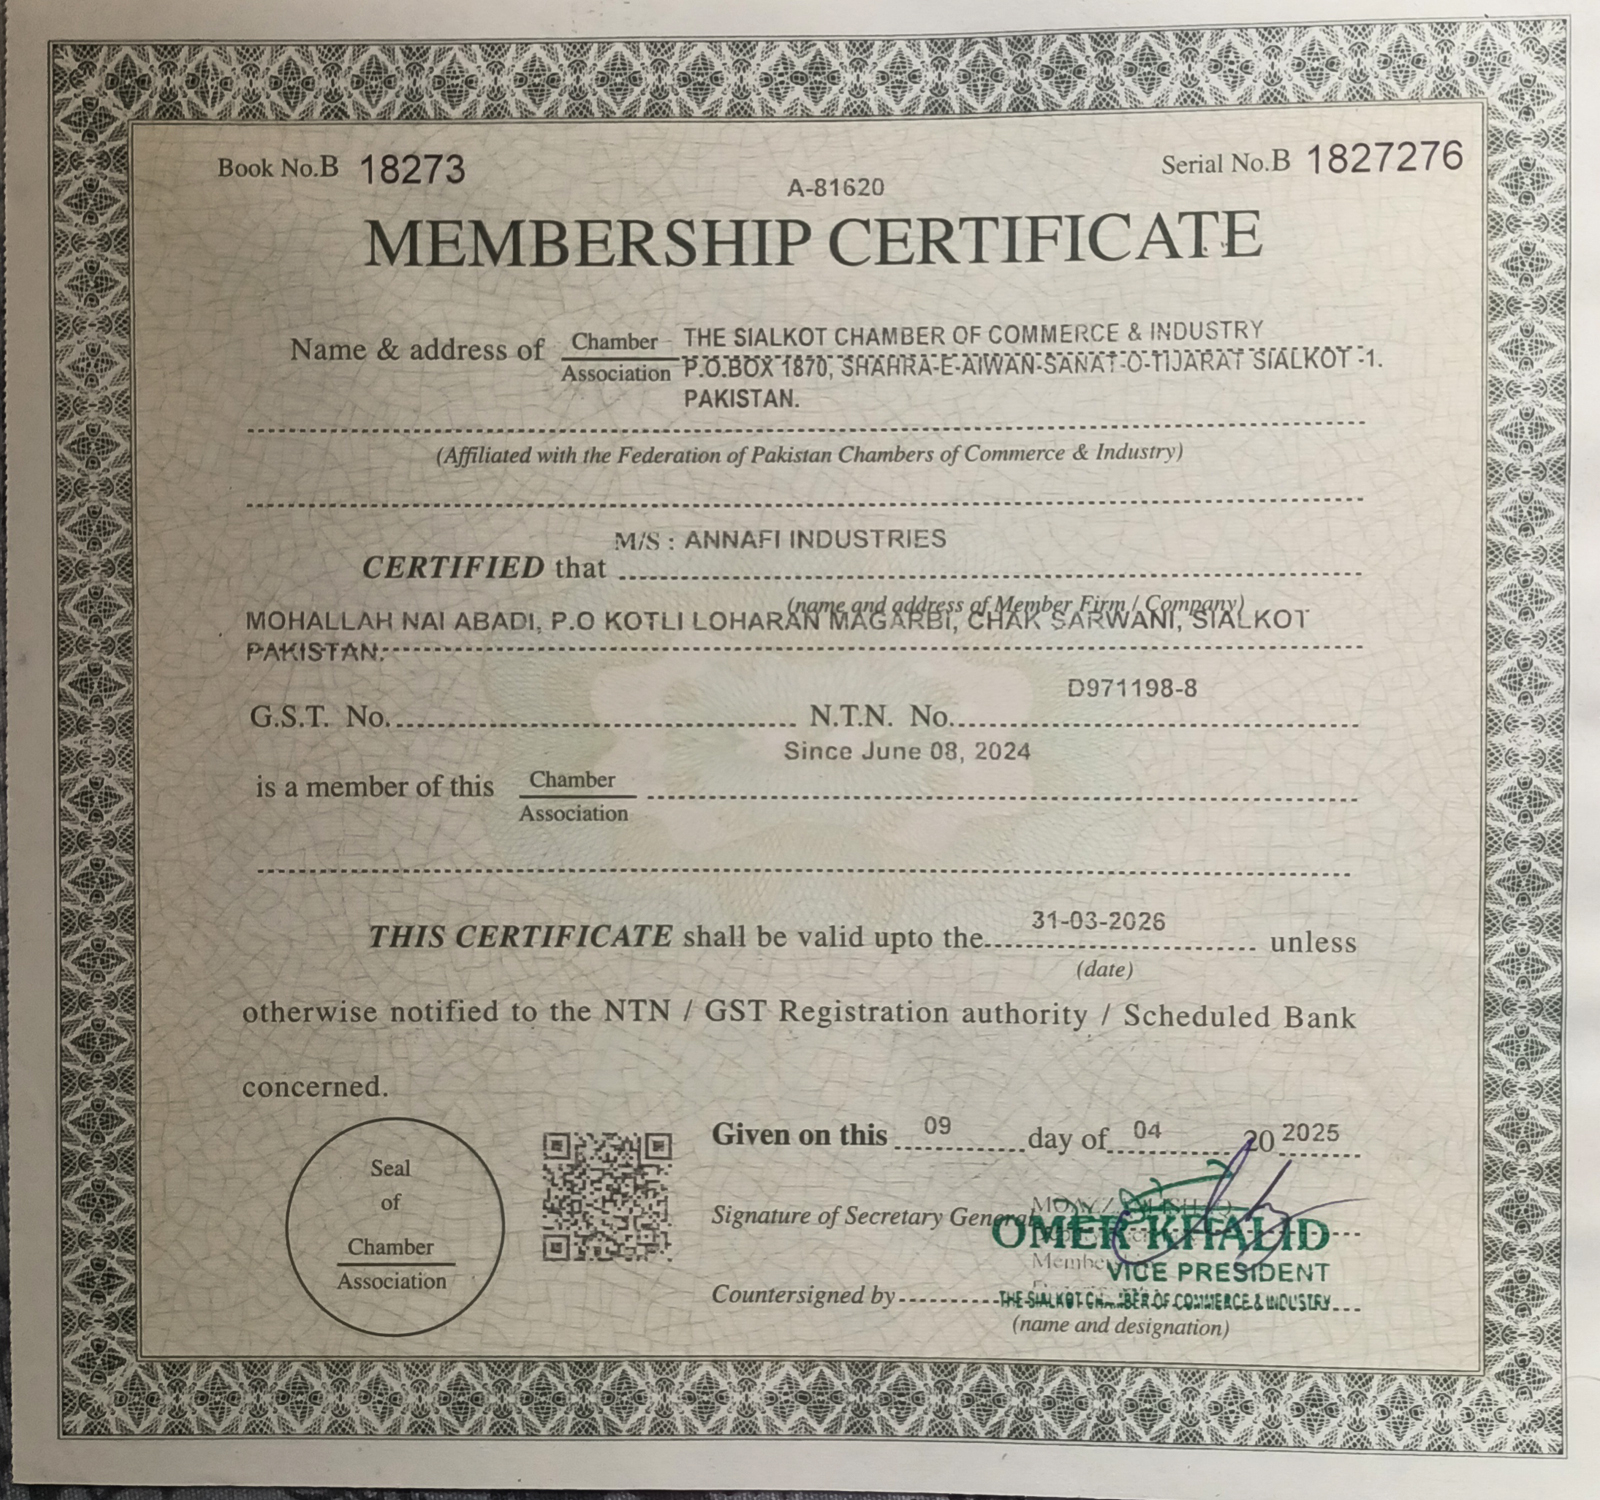 Book No.B 18273
Serial No.B 1827276
A-81620
MEMBERSHIP CERTIFICATE
Name & address of Chamber THE SIALKOT CHAMBER OF COMMERCE & INDUSTRY
Association P.O.BOX 1870, SHAHRA-E-AIWAN-SANAT-O-TIJARAT SIALKOT -1.
PAKISTAN.
(Affiliated with the Federation of Pakistan Chambers of Commerce & Industry)
M/S : ANNAFI INDUSTRIES
CERTIFIED that
(name and address of Member Firm / Company)
MOHALLAH NAI ABADI, P.O KOTLI LOHARAN MAGARBI, CHAK SARWANI, SIALKOT
PAKISTAN.
D971198-8
G.S.T. No. N.T.N. No.
Since June 08, 2024
is a member of this Chamber
Association
31-03-2026
THIS CERTIFICATE shall be valid upto the unless
(date)
otherwise notified to the NTN / GST Registration authority / Scheduled Bank
concerned.
Given on this 09 day of 04 20 2025
Seal
of
Chamber
Association
Signature of Secretary General
OMER KHALID
VICE PRESIDENT
Countersigned by THE SIALKOT CHAMBER OF COMMERCE & INDUSTRY
(name and designation)